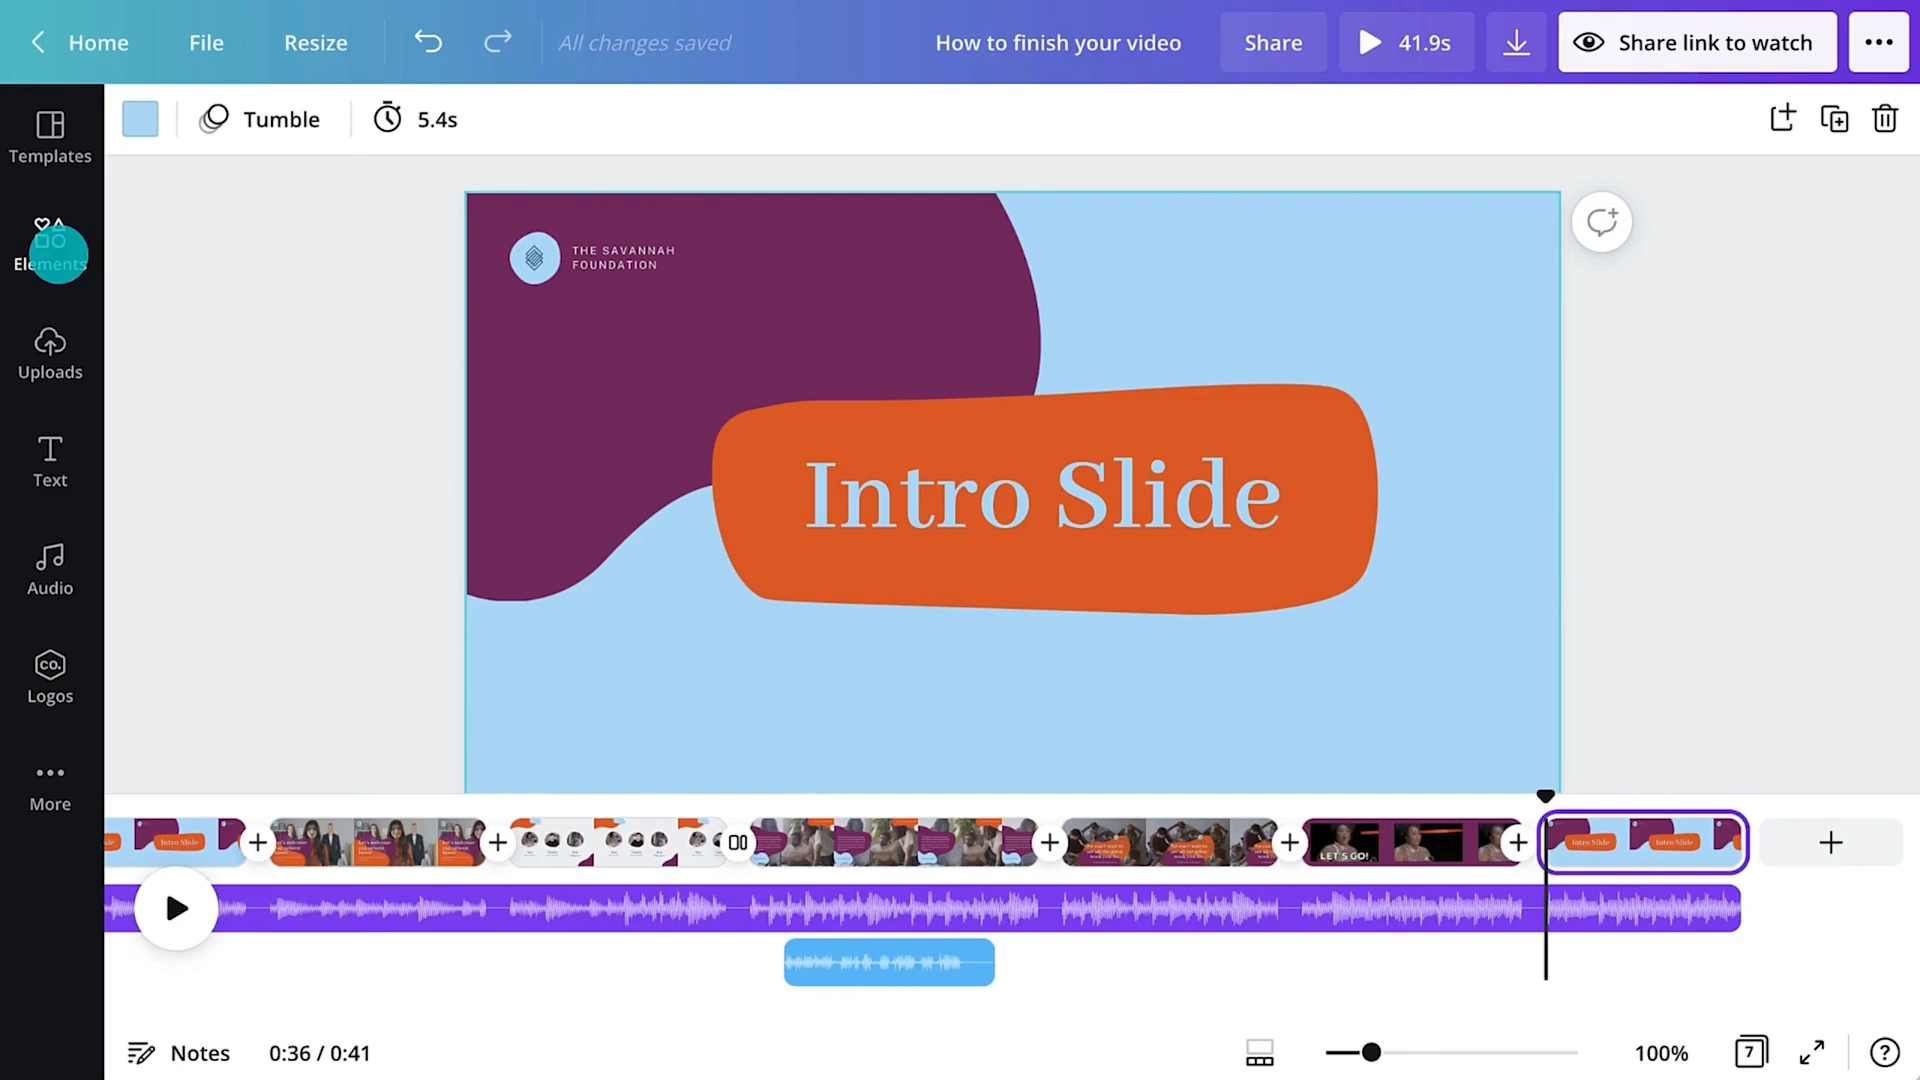 Home
File
Resize
All changes saved
How to finish your video
Share
41.9s
Share link to watch
Templates
Tumble
5.4s
Elements
THE SAVANNAH
FOUNDATION
Uploads
Intro Slide
Text
Audio
CO.
Logos
More
Intro Slide
LET'S GO!
Intro Slide
Intro Slide
Notes
0:36 / 0:41
100%
7
?